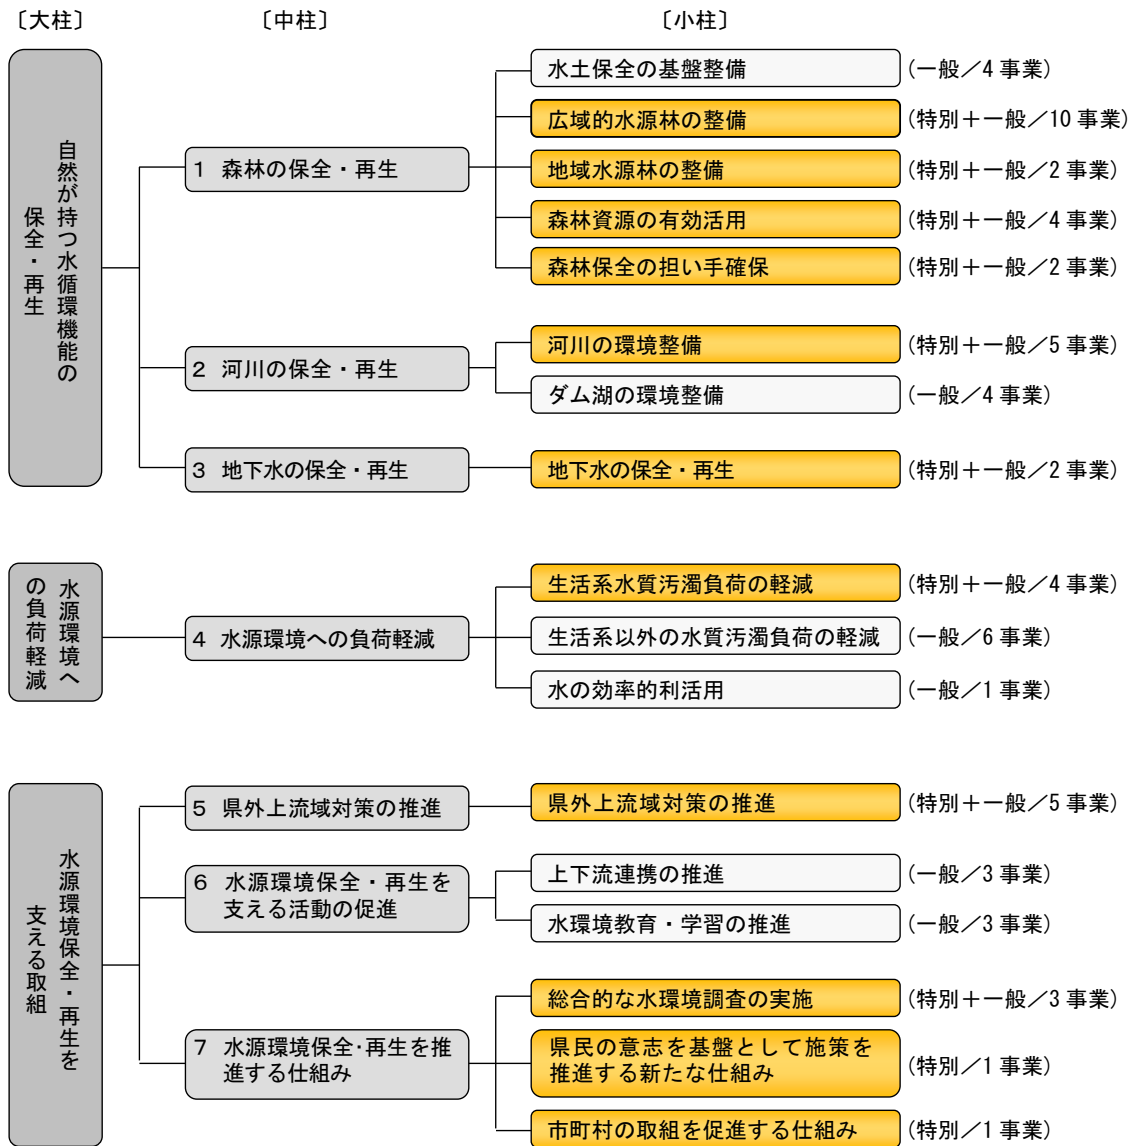 〔大柱〕 〔中柱〕 〔小柱〕
自然が持つ水循環機能の
保全・再生
1 森林の保全・再生
水土保全の基盤整備 (一般／4 事業)
広域的水源林の整備 (特別＋一般／10 事業)
地域水源林の整備 (特別＋一般／2 事業)
森林資源の有効活用 (特別＋一般／4 事業)
森林保全の担い手確保 (特別＋一般／2 事業)
2 河川の保全・再生
河川の環境整備 (特別＋一般／5 事業)
ダム湖の環境整備 (一般／4 事業)
3 地下水の保全・再生
地下水の保全・再生 (特別＋一般／2 事業)
水源環境へ
の負荷軽減
4 水源環境への負荷軽減
生活系水質汚濁負荷の軽減 (特別＋一般／4 事業)
生活系以外の水質汚濁負荷の軽減 (一般／6 事業)
水の効率的利活用 (一般／1 事業)
水源環境保全・再生を
支える取組
5 県外上流域対策の推進
県外上流域対策の推進 (特別＋一般／5 事業)
6 水源環境保全・再生を
支える活動の促進
上下流連携の推進 (一般／3 事業)
水環境教育・学習の推進 (一般／3 事業)
7 水源環境保全･再生を推
進する仕組み
総合的な水環境調査の実施 (特別＋一般／3 事業)
県民の意志を基盤として施策を
推進する新たな仕組み (特別／1 事業)
市町村の取組を促進する仕組み (特別／1 事業)